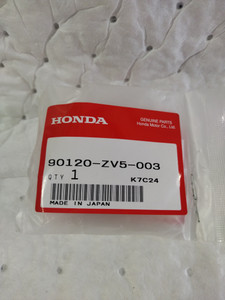 HONDA
GENUINE PARTS
Honda Motor Co., Ltd.
90120-ZV5-003
QTY 1
K7C24
MADE IN JAPAN